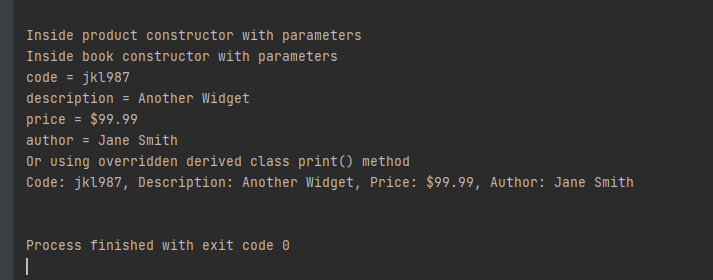 Inside product constructor with parameters
Inside book constructor with parameters
code = jkl987
description = Another Widget
price = $99.99
author = Jane Smith
Or using overridden derived class print() method
Code: jkl987, Description: Another Widget, Price: $99.99, Author: Jane Smith
Process finished with exit code 0